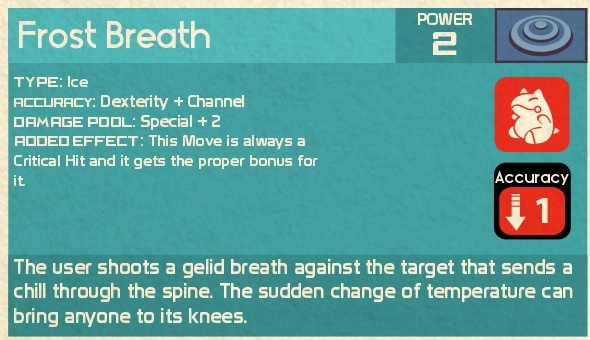 Frost Breath
POWER
2
TYPE: Ice
ACCURACY: Dexterity + Channel
DAMAGE POOL: Special + 2
ADDED EFFECT: This Move is always a
Critical Hit and it gets the proper bonus for
it.
Accuracy
1
The user shoots a gelid breath against the target that sends a
chill through the spine. The sudden change of temperature can
bring anyone to its knees.